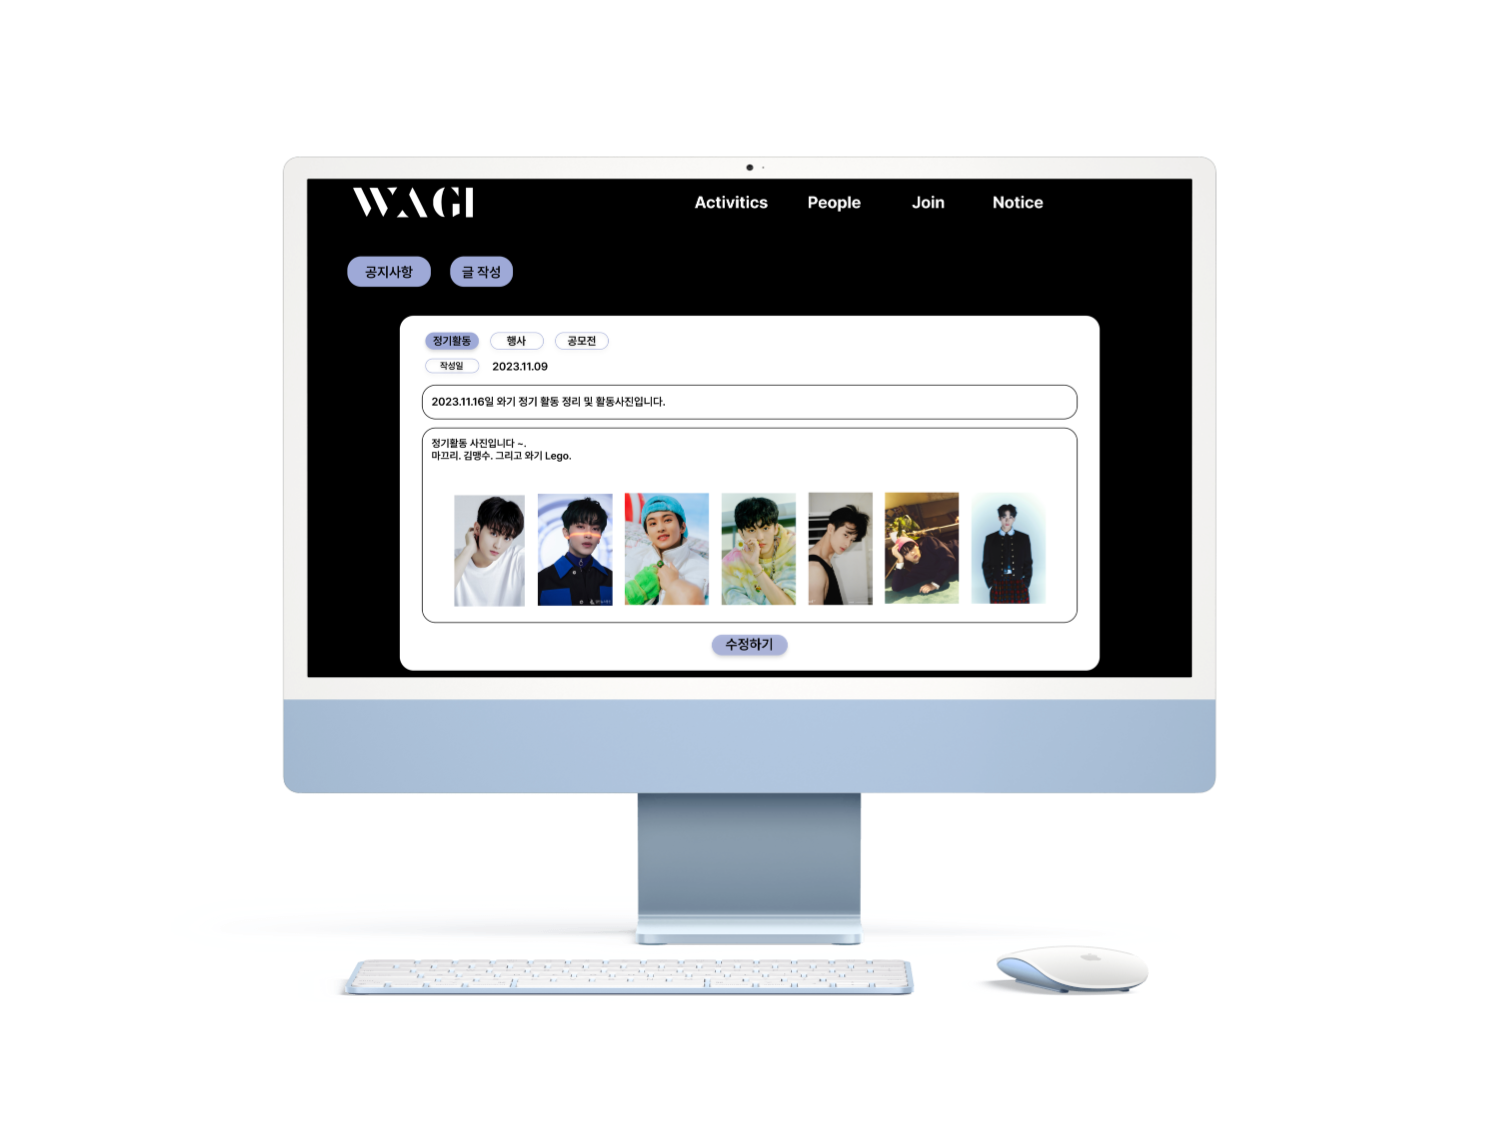 WAGI
Activitics People Join Notice
공지사항 글 작성
정기활동 행사 공모전
작성일 2023.11.09
2023.11.16일 와기 정기 활동 정리 및 활동사진입니다.
정기활동 사진입니다 ~.
마끄리. 김맹수. 그리고 와기 Lego.
수정하기